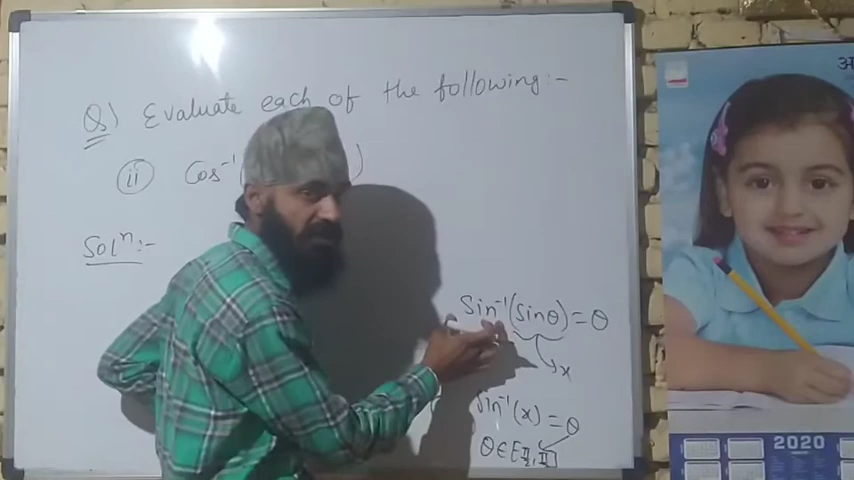 Q) Evaluate each of the following :-
(ii) Cos⁻¹(
Solⁿ:-
Sin⁻¹(Sinθ) = θ
x
Sin⁻¹(x) = θ
θ ∈ [-π/2, π/2]
अ
2020